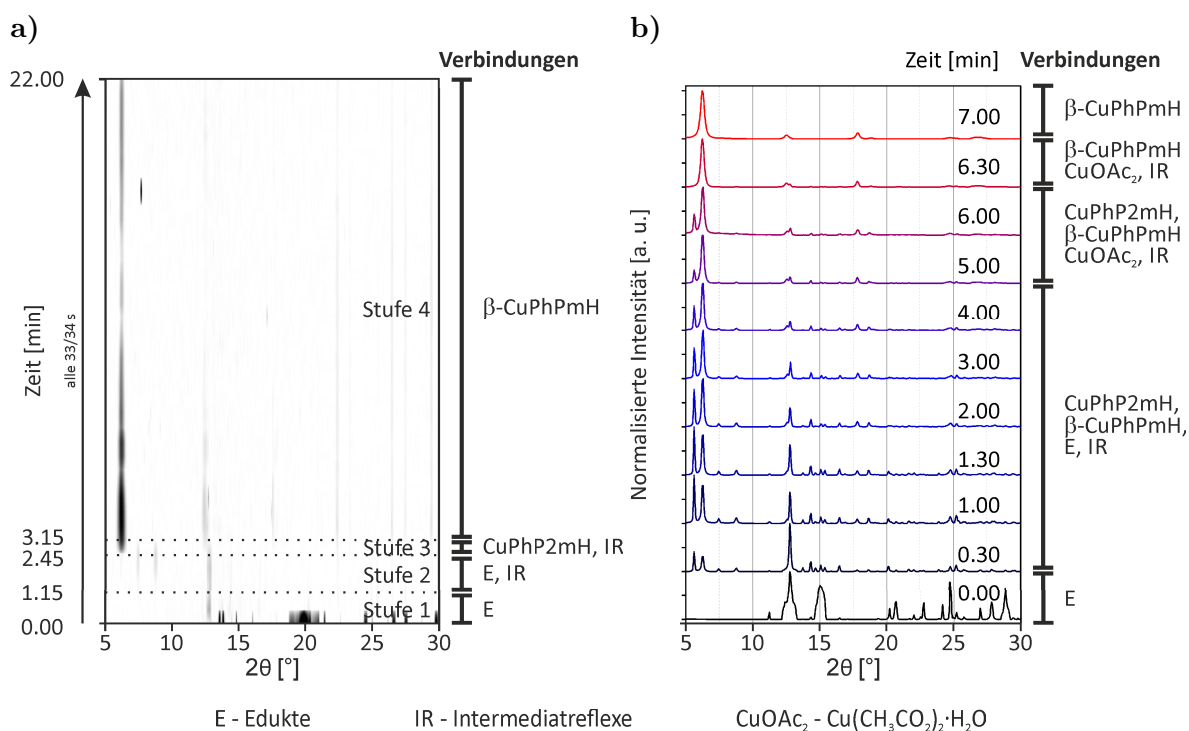 a)
Verbindungen
22.00
Zeit [min]
alle 33/34 s
Stufe 4
β-CuPhPmH
3.15
Stufe 3
CuPhP2mH, IR
2.45
Stufe 2
E, IR
1.15
Stufe 1
E
0.00
5 10 15 20 25 30
2θ [°]
b)
Zeit [min] Verbindungen
Normalisierte Intensität [a. u.]
7.00
β-CuPhPmH
6.30
β-CuPhPmH
CuOAc₂, IR
6.00
CuPhP2mH,
β-CuPhPmH
CuOAc₂, IR
5.00
4.00
3.00
2.00
CuPhP2mH,
β-CuPhPmH,
E, IR
1.30
1.00
0.30
0.00
E
5 10 15 20 25 30
2θ [°]
E - Edukte IR - Intermediatreflexe CuOAc₂ - Cu(CH₃CO₂)₂·H₂O